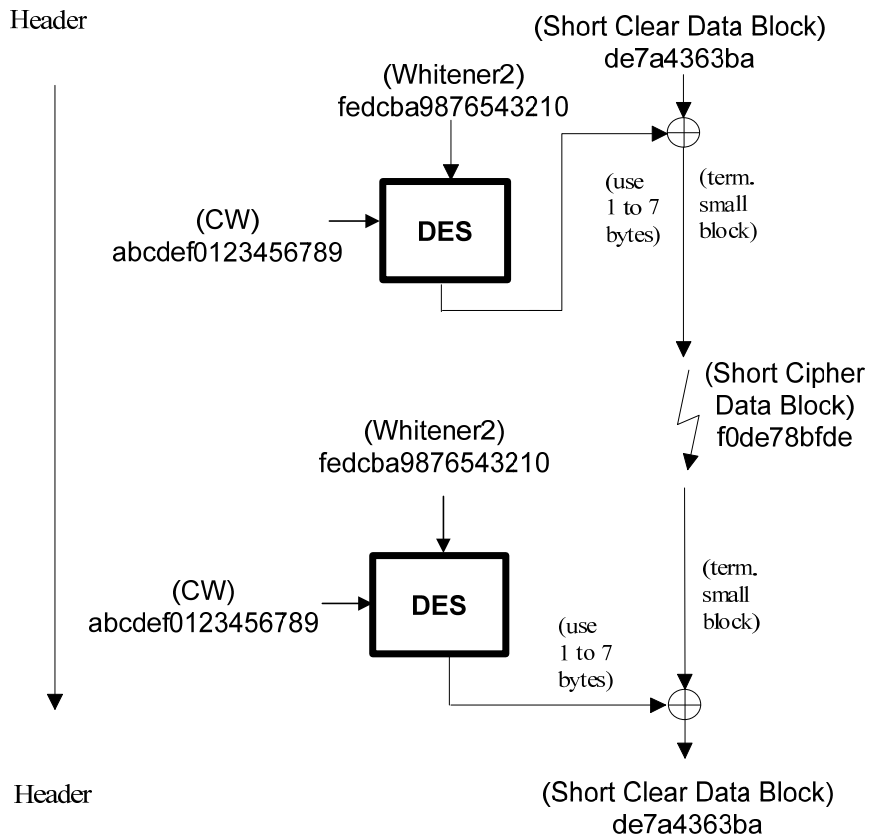 Header
(Short Clear Data Block)
de7a4363ba
(Whitener2)
fedcba9876543210
(use
1 to 7
bytes)
(term.
small
block)
(CW)
abcdef0123456789
DES
(Short Cipher
Data Block)
f0de78bfde
(Whitener2)
fedcba9876543210
(CW)
abcdef0123456789
DES
(term.
small
block)
(use
1 to 7
bytes)
Header
(Short Clear Data Block)
de7a4363ba